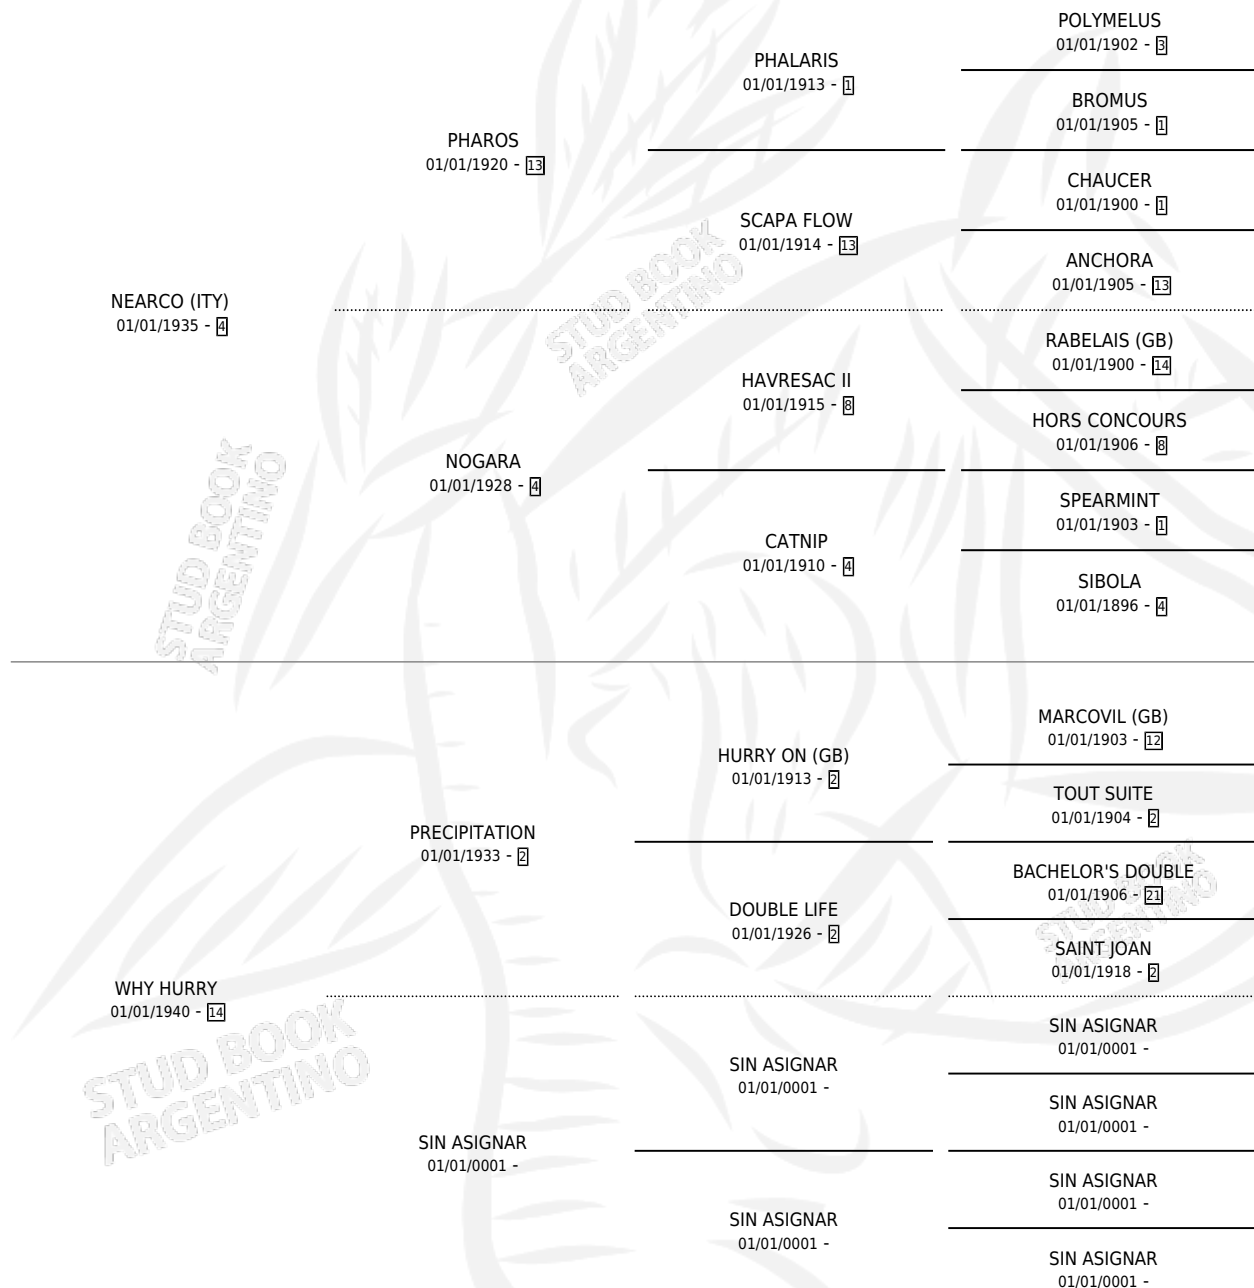 POLYMELUS
01/01/1902 - 3
PHALARIS
01/01/1913 - 1
BROMUS
01/01/1905 - 1
PHAROS
01/01/1920 - 13
CHAUCER
01/01/1900 - 1
SCAPA FLOW
01/01/1914 - 13
ANCHORA
01/01/1905 - 13
NEARCO (ITY)
01/01/1935 - 4
RABELAIS (GB)
01/01/1900 - 14
HAVRESAC II
01/01/1915 - 8
HORS CONCOURS
01/01/1906 - 8
NOGARA
01/01/1928 - 4
SPEARMINT
01/01/1903 - 1
CATNIP
01/01/1910 - 4
SIBOLA
01/01/1896 - 4
STUD BOOK
ARGENTINO
STUD BOOK
ARGENTINO
MARCOVIL (GB)
01/01/1903 - 12
HURRY ON (GB)
01/01/1913 - 2
TOUT SUITE
01/01/1904 - 2
PRECIPITATION
01/01/1933 - 2
BACHELOR'S DOUBLE
01/01/1906 - 21
DOUBLE LIFE
01/01/1926 - 2
SAINT JOAN
01/01/1918 - 2
STUD BOOK
ARGENTINO
WHY HURRY
01/01/1940 - 14
SIN ASIGNAR
01/01/0001 -
SIN ASIGNAR
01/01/0001 -
SIN ASIGNAR
01/01/0001 -
SIN ASIGNAR
01/01/0001 -
SIN ASIGNAR
01/01/0001 -
SIN ASIGNAR
01/01/0001 -
SIN ASIGNAR
01/01/0001 -
STUD BOOK
ARGENTINO